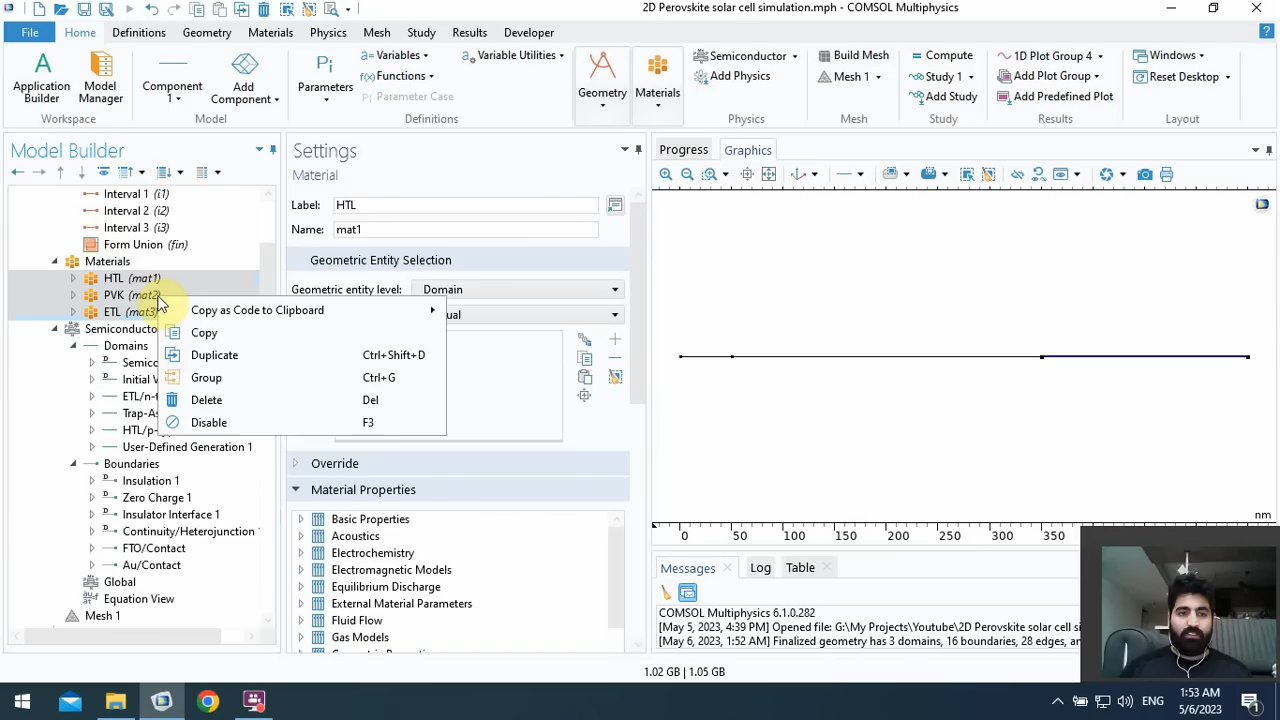 2D Perovskite solar cell simulation.mph - COMSOL Multiphysics
File Home Definitions Geometry Materials Physics Mesh Study Results Developer
Application Builder
Model Manager
Workspace
Component 1
Add Component
Model
Parameters
Variables
Functions
Parameter Case
Variable Utilities
Definitions
Geometry
Materials
Semiconductor
Add Physics
Physics
Build Mesh
Mesh 1
Mesh
Compute
Study 1
Add Study
Study
1D Plot Group 4
Add Plot Group
Add Predefined Plot
Results
Windows
Reset Desktop
Layout
Model Builder
Interval 1 (i1)
Interval 2 (i2)
Interval 3 (i3)
Form Union (fin)
Materials
HTL (mat1)
PVK (mat2)
ETL (mat3)
Semiconducto
Domains
Semic
Initial V
ETL/n-t
Trap-As
HTL/p-
User-Defined Generation 1
Boundaries
Insulation 1
Zero Charge 1
Insulator Interface 1
Continuity/Heterojunction
FTO/Contact
Au/Contact
Global
Equation View
Mesh 1
Copy as Code to Clipboard
Copy
Duplicate Ctrl+Shift+D
Group Ctrl+G
Delete Del
Disable F3
Settings
Material
Label: HTL
Name: mat1
Geometric Entity Selection
Geometric entity level: Domain
ual
Override
Material Properties
Basic Properties
Acoustics
Electrochemistry
Electromagnetic Models
Equilibrium Discharge
External Material Parameters
Fluid Flow
Gas Models
Progress Graphics
nm
0 50 100 150 200 250 300 350
Messages Log Table
COMSOL Multiphysics 6.1.0.282
[May 5, 2023, 4:39 PM] Opened file: G:\My Projects\Youtube\2D Perovskite solar cell si
[May 6, 2023, 1:52 AM] Finalized geometry has 3 domains, 16 boundaries, 28 edges, an
1.02 GB | 1.05 GB
ENG
1:53 AM
5/6/2023